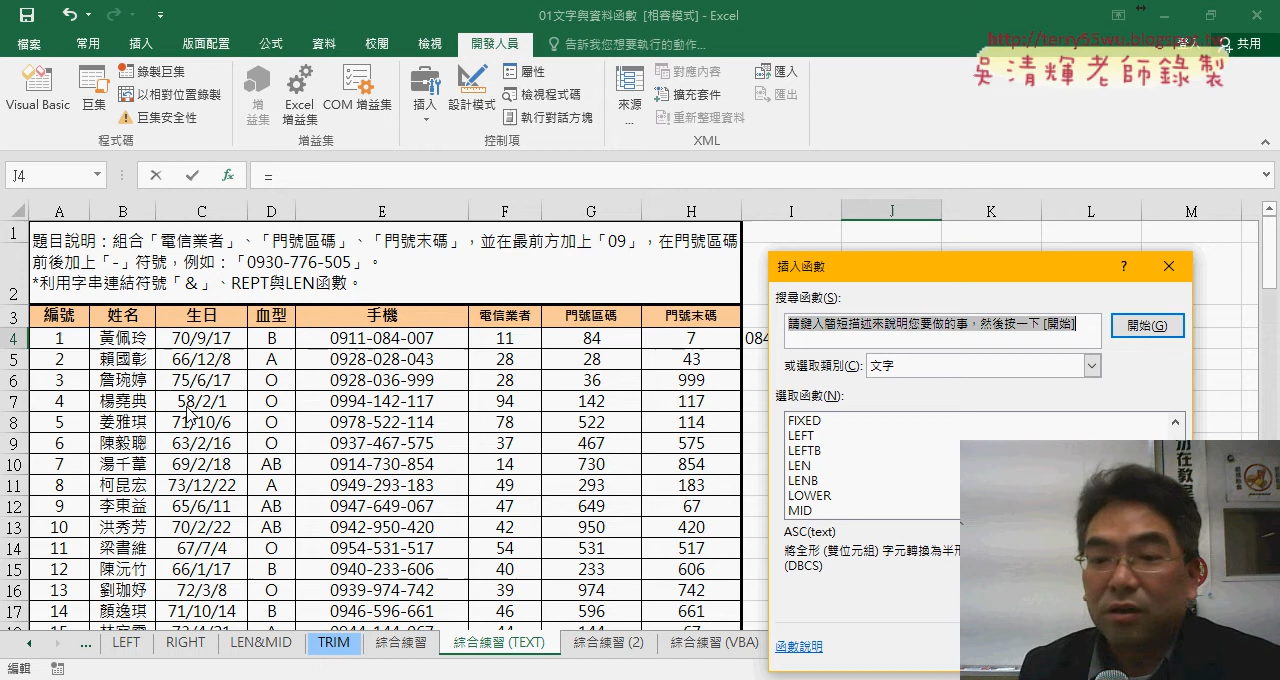 01文字與資料函數 [相容模式] - Excel
http://terry55wu.blogspot.tw
吳清輝老師錄製
檔案 常用 插入 版面配置 公式 資料 校閱 檢視 開發人員 告訴我您想要執行的動作... 登入 共用
Visual Basic 巨集 錄製巨集 以相對位置錄製 巨集安全性
增益集 Excel 增益集 COM 增益集
插入 設計模式 屬性 檢視程式碼 執行對話方塊
來源... 對應內容 擴充套件 重新整理資料 匯入 匯出
程式碼 增益集 控制項 XML
J4 =
A B C D E F G H I J K L M
1 題目說明：組合「電信業者」、「門號區碼」、「門號末碼」，並在最前方加上「09」，在門號區碼
2 前後加上「-」符號，例如：「0930-776-505」。
*利用字串連結符號「&」、REPT與LEN函數。
3 編號 姓名 生日 血型 手機 電信業者 門號區碼 門號末碼
4 1 黃佩玲 70/9/17 B 0911-084-007 11 84 7 084
5 2 賴國彰 66/12/8 A 0928-028-043 28 28 43
6 3 詹琬婷 75/6/17 O 0928-036-999 28 36 999
7 4 楊堯典 58/2/1 O 0994-142-117 94 142 117
8 5 姜雅琪 71/10/6 O 0978-522-114 78 522 114
9 6 陳毅聰 63/2/16 O 0937-467-575 37 467 575
10 7 湯千葦 69/2/18 AB 0914-730-854 14 730 854
11 8 柯昆宏 73/12/22 A 0949-293-183 49 293 183
12 9 李東益 65/6/11 AB 0947-649-067 47 649 67
13 10 洪秀芳 70/2/22 AB 0942-950-420 42 950 420
14 11 梁書維 67/7/4 O 0954-531-517 54 531 517
15 12 陳沅竹 66/1/17 B 0940-233-606 40 233 606
16 13 劉珈妤 72/3/8 O 0939-974-742 39 974 742
17 14 顏逸琪 71/10/14 B 0946-596-661 46 596 661
插入函數 ?
搜尋函數(S):
請鍵入簡短描述來說明您要做的事，然後按一下 [開始] 開始(G)
或選取類別(C): 文字
選取函數(N):
FIXED
LEFT
LEFTB
LEN
LENB
LOWER
MID
ASC(text)
將全形 (雙位元組) 字元轉換為半形
(DBCS)
函數說明
... LEFT RIGHT LEN&MID TRIM 綜合練習 綜合練習 (TEXT) 綜合練習 (2) 綜合練習 (VBA)
編輯